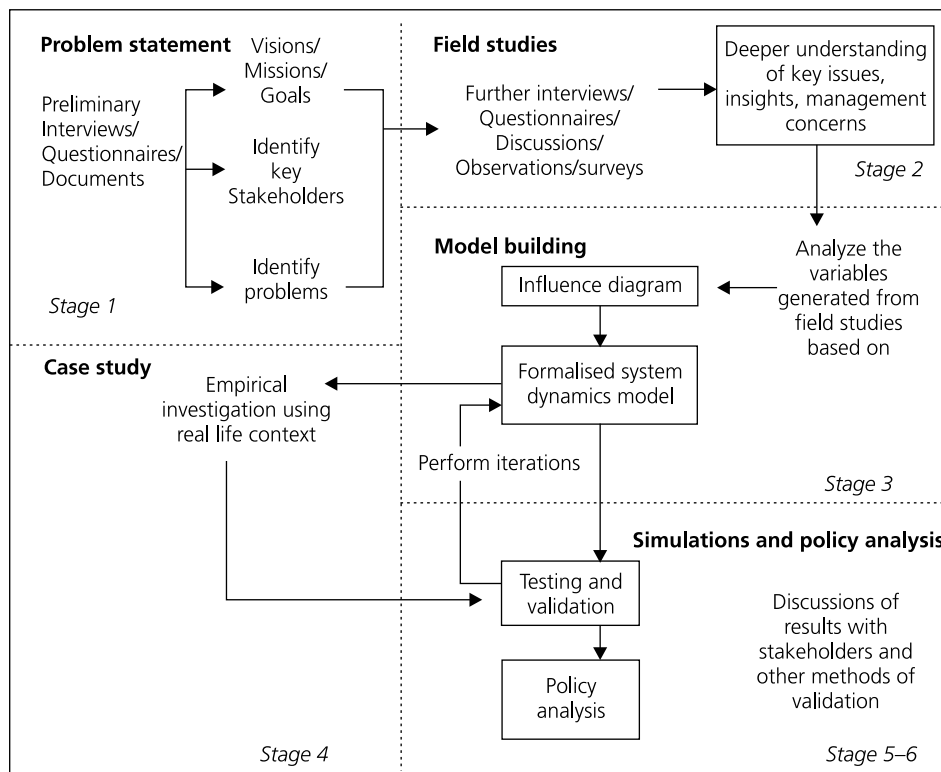 Problem statement
Preliminary
Interviews/
Questionnaires/
Documents
Visions/
Missions/
Goals
Identify
key
Stakeholders
Identify
problems
Stage 1
Field studies
Further interviews/
Questionnaires/
Discussions/
Observations/surveys
Deeper understanding
of key issues,
insights, management
concerns
Stage 2
Model building
Analyze the
variables
generated from
field studies
based on
Influence diagram
Formalised system
dynamics model
Perform iterations
Stage 3
Case study
Empirical
investigation using
real life context
Stage 4
Simulations and policy analysis
Testing and
validation
Policy
analysis
Discussions of
results with
stakeholders and
other methods of
validation
Stage 5–6